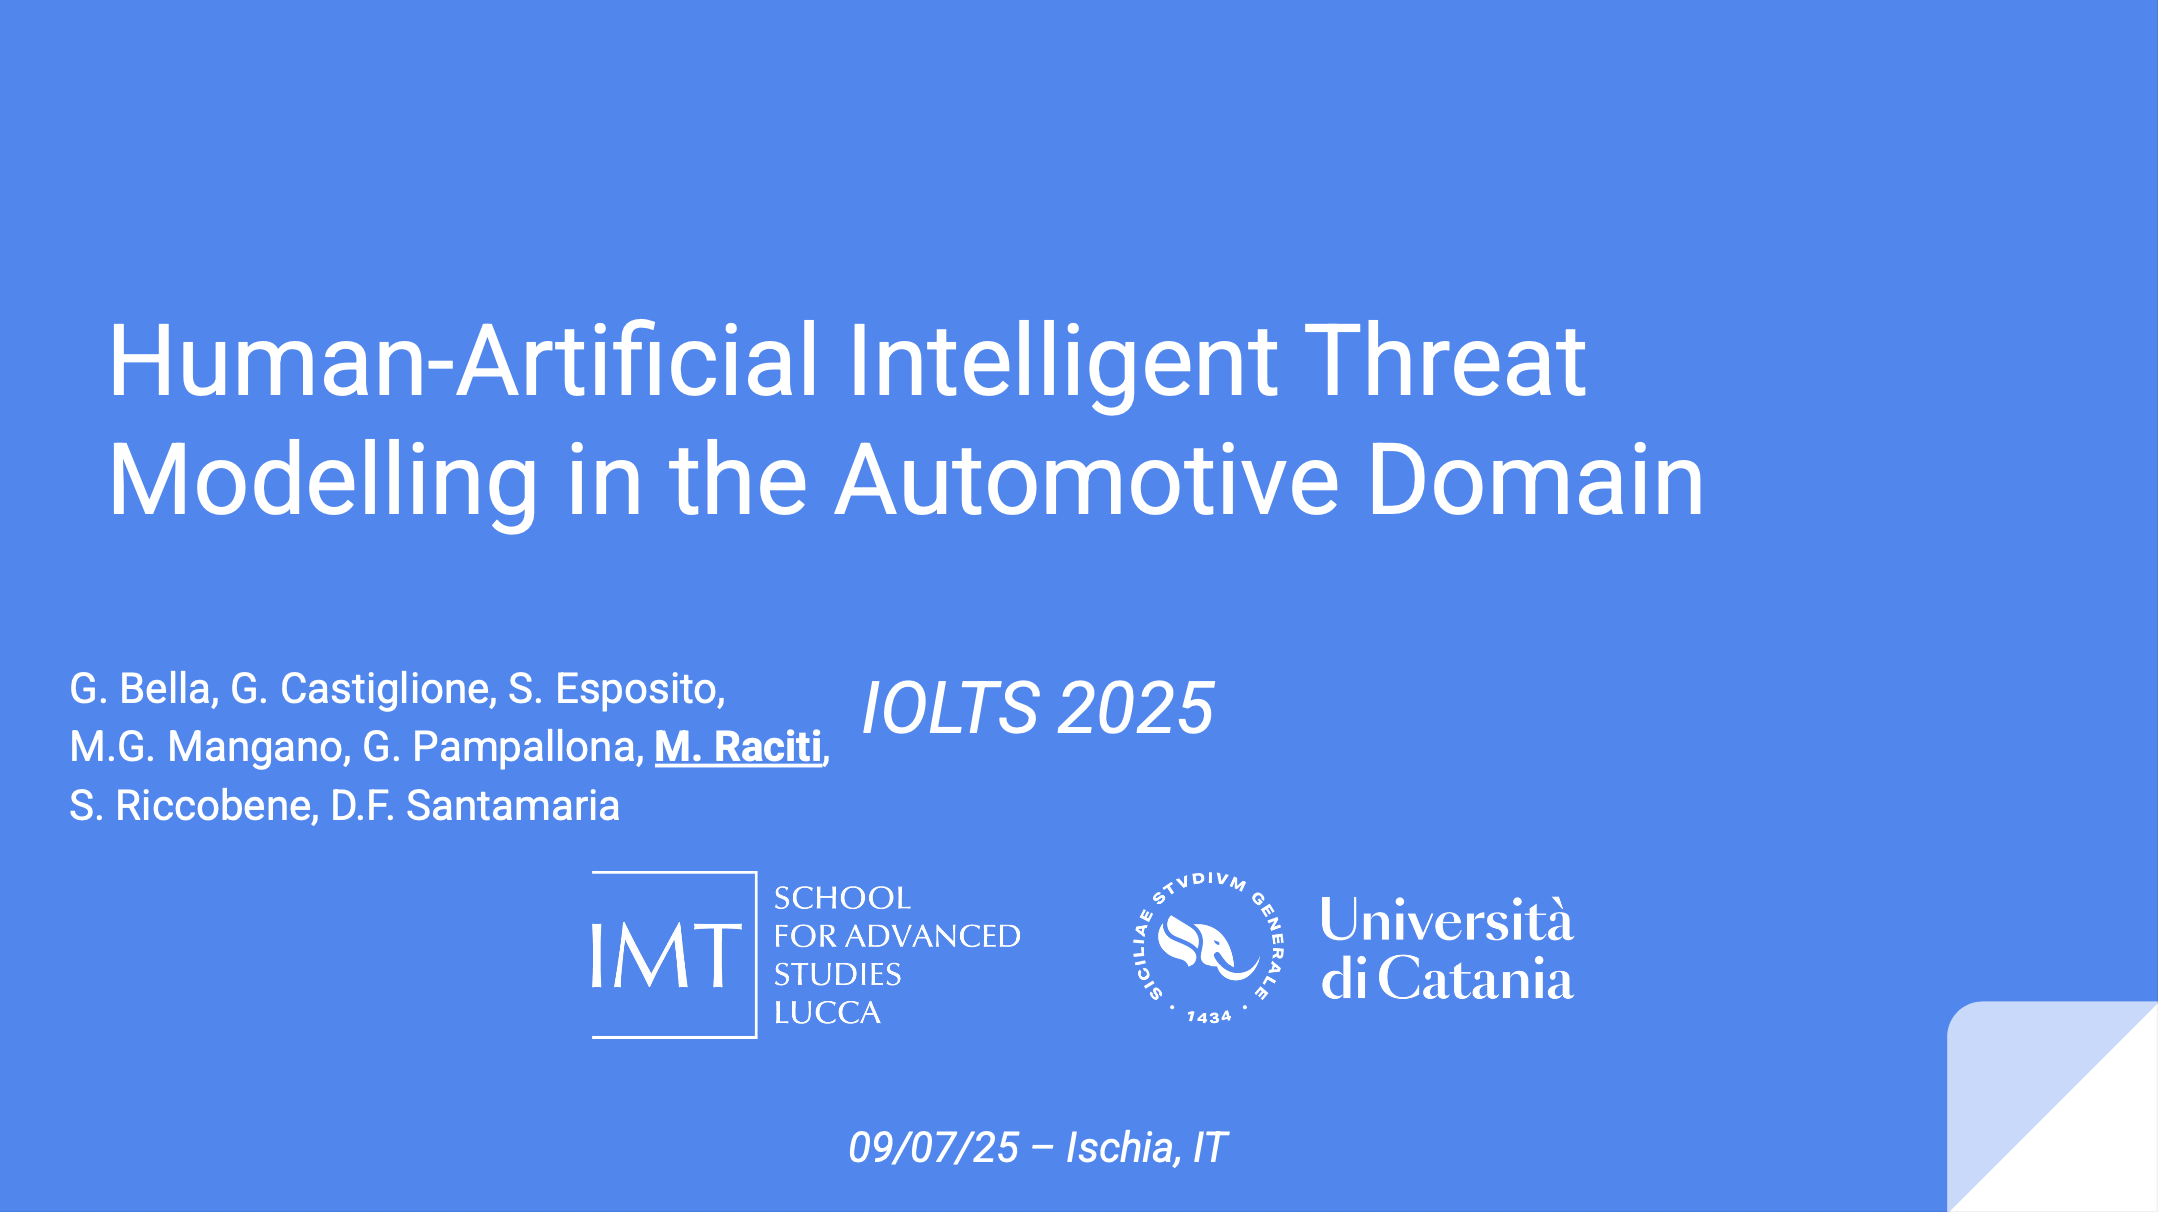 Human-Artificial Intelligent Threat
Modelling in the Automotive Domain
G. Bella, G. Castiglione, S. Esposito,
M.G. Mangano, G. Pampallona, M. Raciti,
S. Riccobene, D.F. Santamaria
IOLTS 2025
IMT
SCHOOL
FOR ADVANCED
STUDIES
LUCCA
SICILIAE STVDIVM GENERALE
1434
Università
di Catania
09/07/25 – Ischia, IT